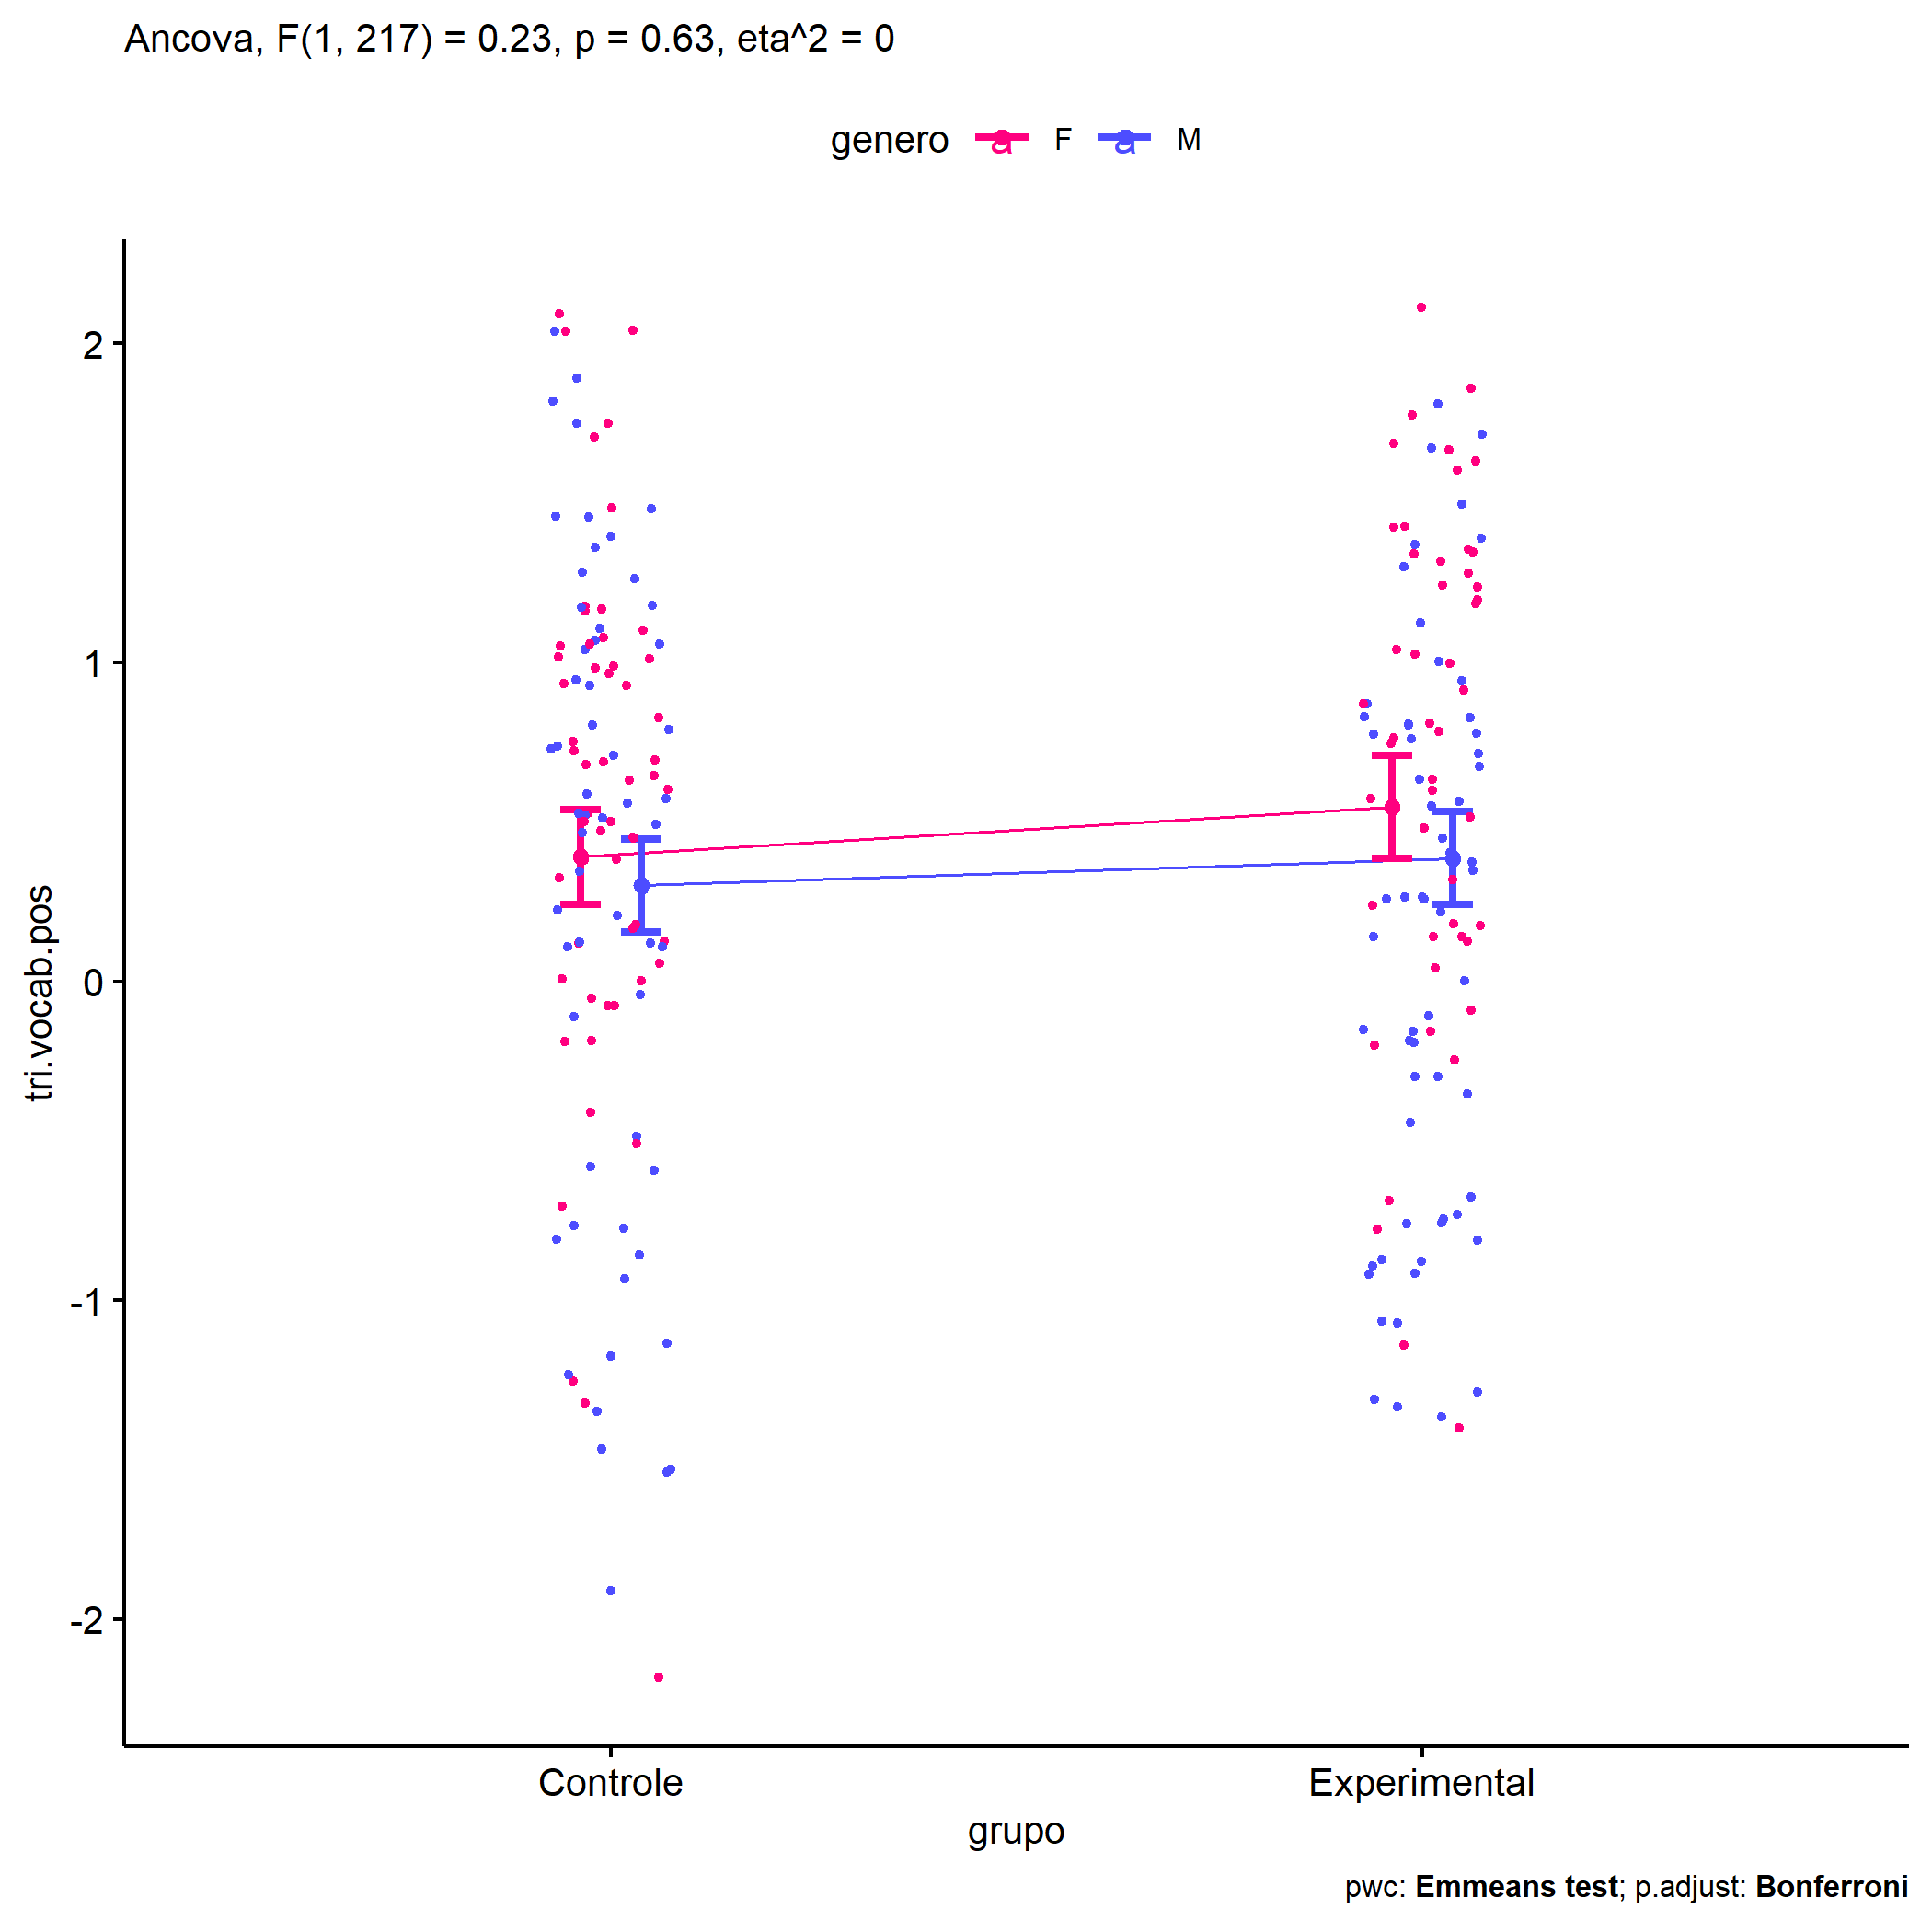 Ancova, F(1, 217) = 0.23, p = 0.63, eta^2 = 0
genero a F a M
2
1
0
-1
-2
tri.vocab.pos
Controle Experimental
grupo
pwc: Emmeans test; p.adjust: Bonferroni